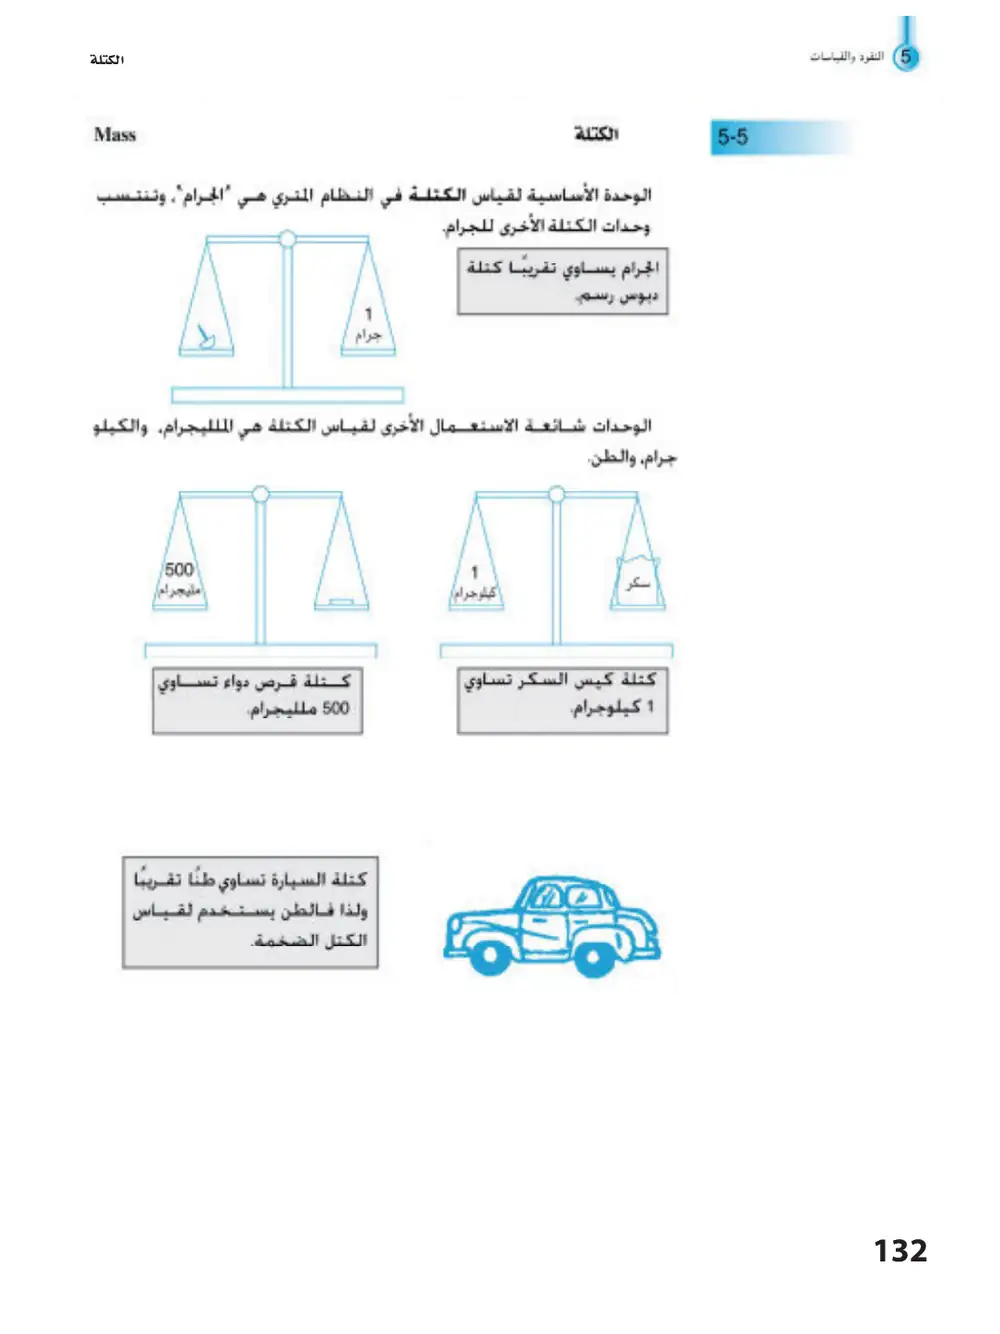 5 النقود والقياسات
الكتلة
5-5
الكتلة
Mass
الوحدة الأساسية لقياس الكتلة في النظام المتري هي "الجرام"، وتنتسب
وحدات الكتلة الأخرى للجرام.
الجرام يساوي تقريبًا كتلة
دبوس رسم.
1
جرام
الوحدات شائعة الاستعمال الأخرى لقياس الكتلة هي الملليجرام، والكيلو
جرام، والطن.
سكر
1
كيلوجرام
500
مليجرام
كتلة كيس السكر تساوي
1 كيلوجرام.
كتلة قرص دواء تساوي
500 ملليجرام.
كتلة السيارة تساوي طنًا تقريبًا
ولذا فالطن يستخدم لقياس
الكتل الضخمة.
132